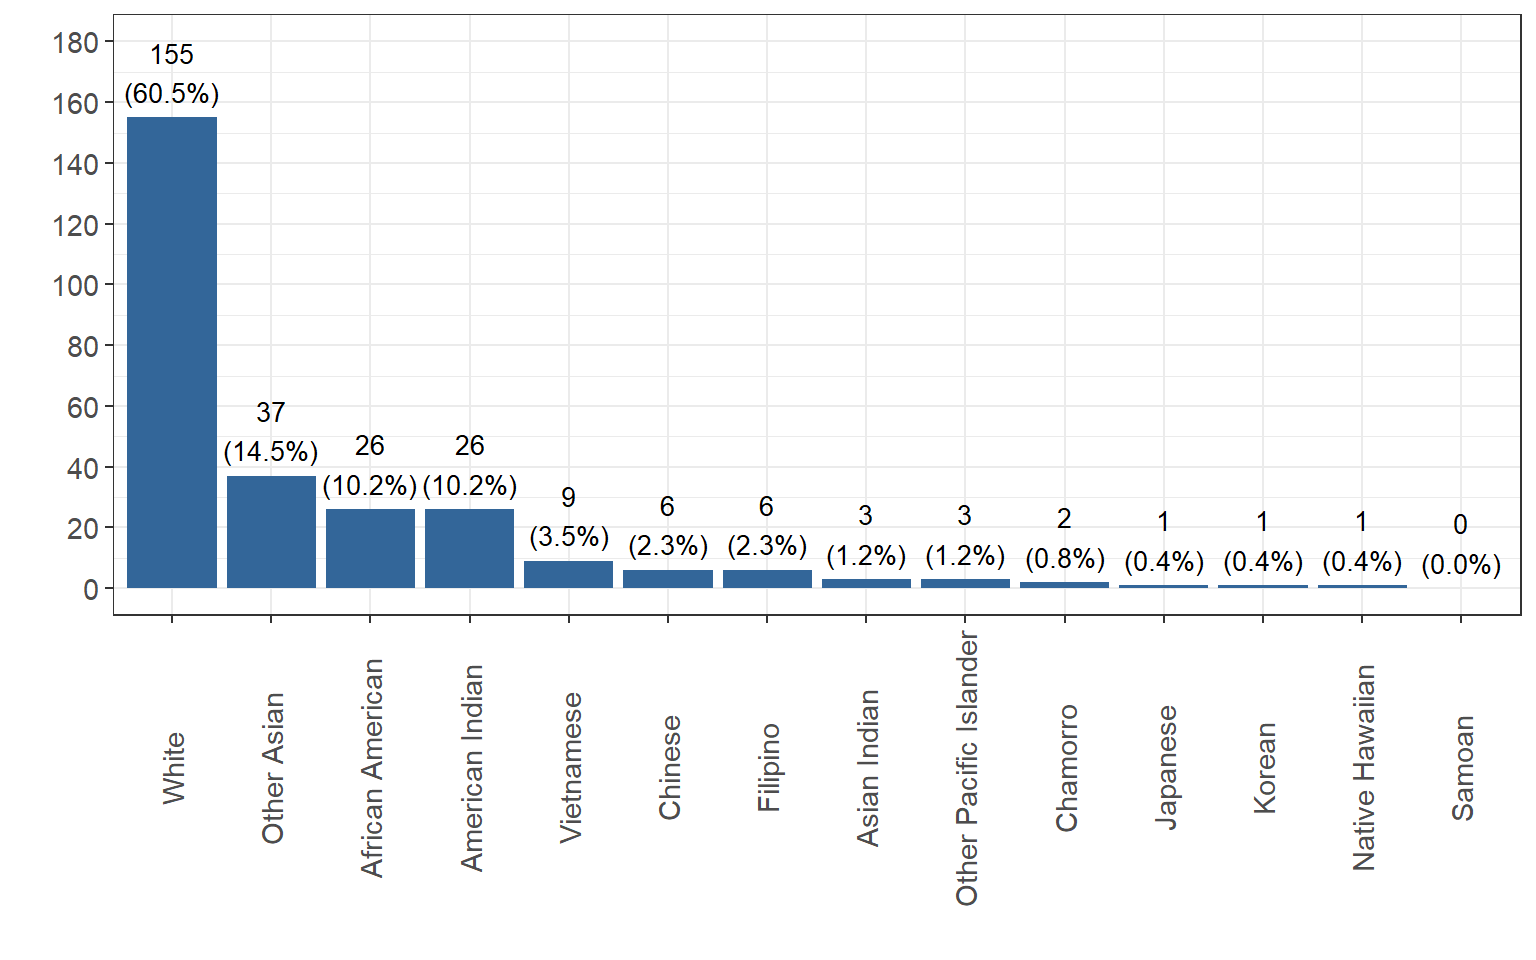 180
160
140
120
100
80
60
40
20
0
155
(60.5%)
37
(14.5%)
26
(10.2%)
26
(10.2%)
9
(3.5%)
6
(2.3%)
6
(2.3%)
3
(1.2%)
3
(1.2%)
2
(0.8%)
1
(0.4%)
1
(0.4%)
1
(0.4%)
0
(0.0%)
White
Other Asian
African American
American Indian
Vietnamese
Chinese
Filipino
Asian Indian
Other Pacific Islander
Chamorro
Japanese
Korean
Native Hawaiian
Samoan